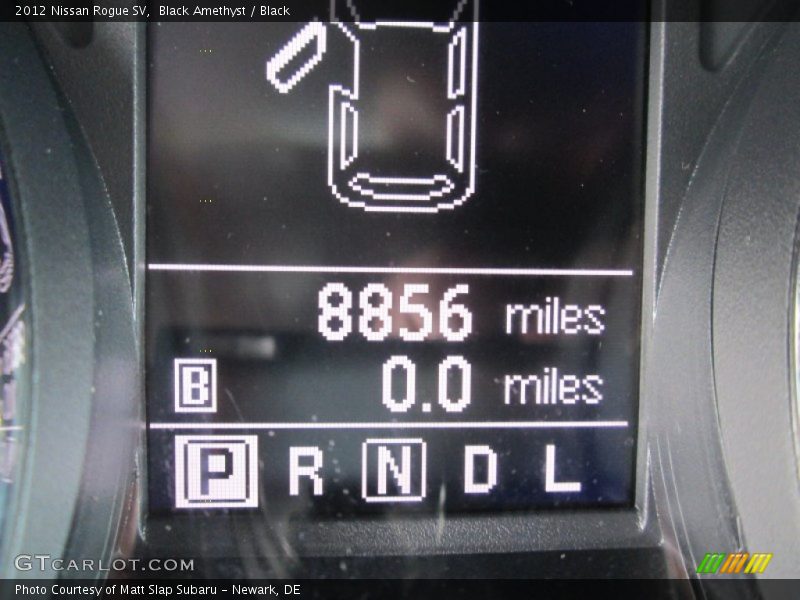 2012 Nissan Rogue SV,  Black Amethyst / Black
8856 miles
B 0.0 miles
P R N D L
GTCARLOT.COM
Photo Courtesy of Matt Slap Subaru - Newark, DE